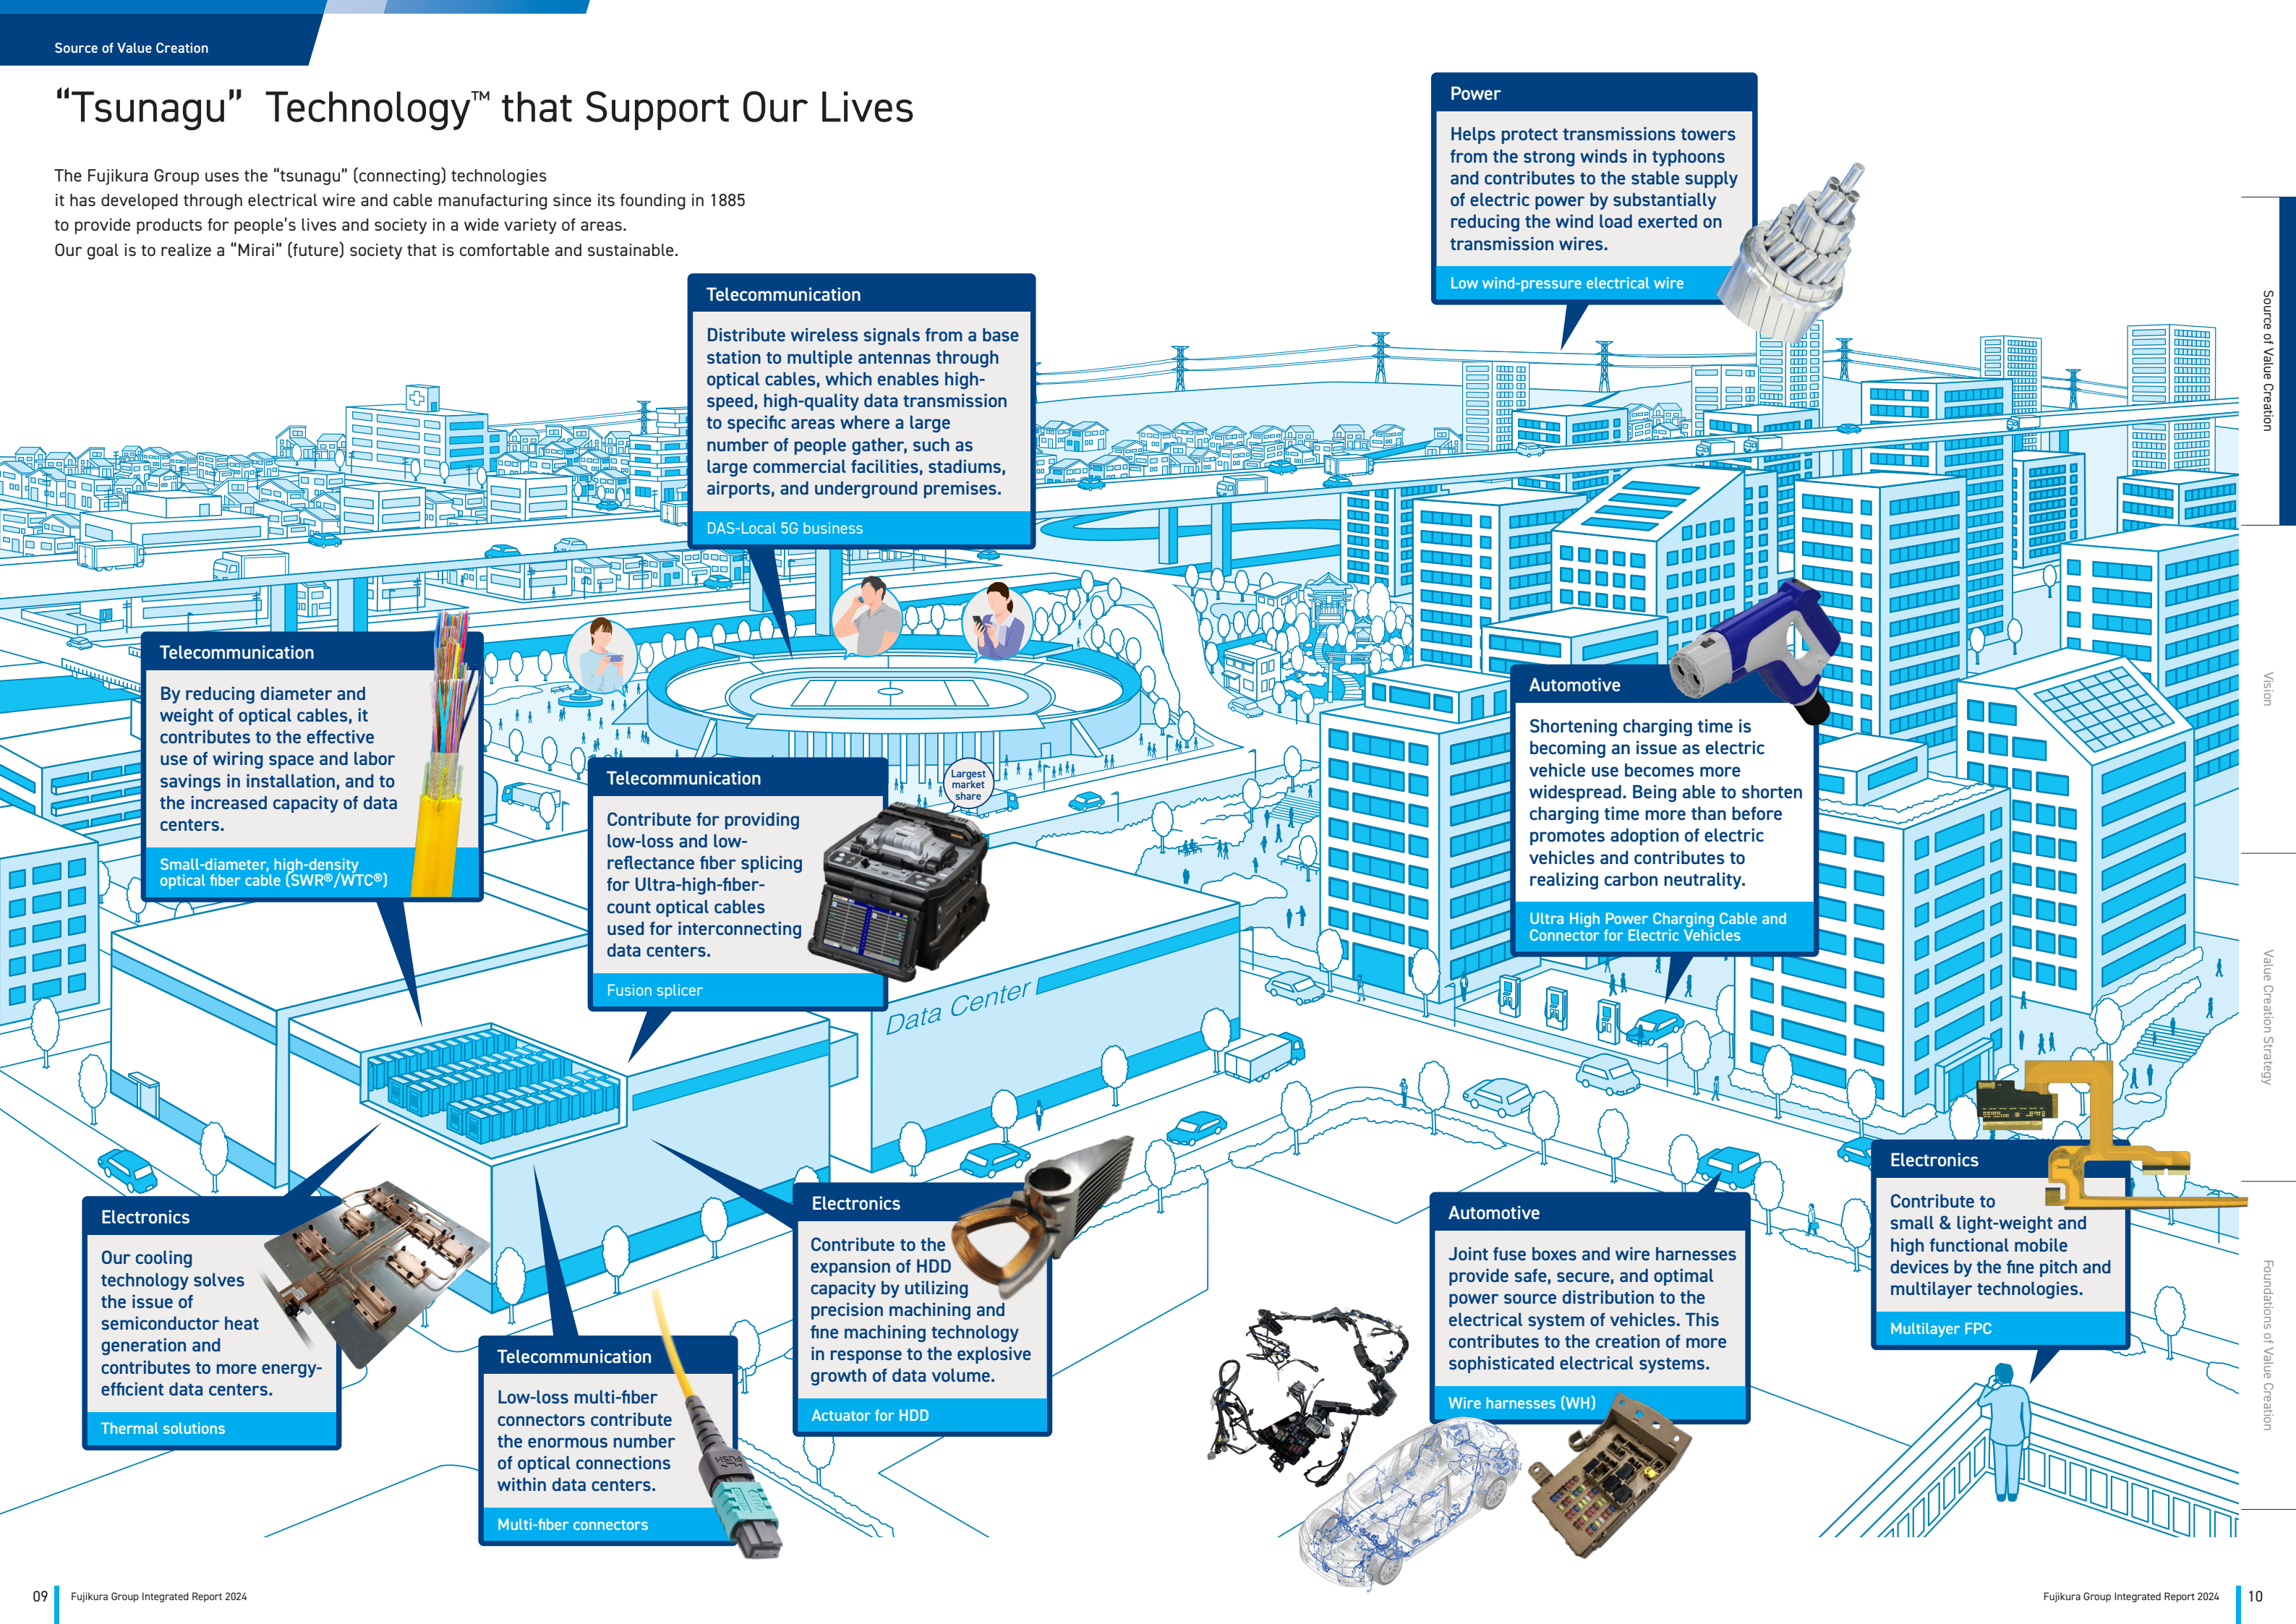 Source of Value Creation
“Tsunagu” Technology™ that Support Our Lives
The Fujikura Group uses the “tsunagu” (connecting) technologies
it has developed through electrical wire and cable manufacturing since its founding in 1885
to provide products for people's lives and society in a wide variety of areas.
Our goal is to realize a “Mirai” (future) society that is comfortable and sustainable.
Power
Helps protect transmissions towers
from the strong winds in typhoons
and contributes to the stable supply
of electric power by substantially
reducing the wind load exerted on
transmission wires.
Low wind-pressure electrical wire
Telecommunication
Distribute wireless signals from a base
station to multiple antennas through
optical cables, which enables high-
speed, high-quality data transmission
to specific areas where a large
number of people gather, such as
large commercial facilities, stadiums,
airports, and underground premises.
DAS-Local 5G business
Telecommunication
By reducing diameter and
weight of optical cables, it
contributes to the effective
use of wiring space and labor
savings in installation, and to
the increased capacity of data
centers.
Small-diameter, high-density
optical fiber cable (SWR®/WTC®)
Telecommunication
Contribute for providing
low-loss and low-
reflectance fiber splicing
for Ultra-high-fiber-
count optical cables
used for interconnecting
data centers.
Fusion splicer
Largest
market
share
Automotive
Shortening charging time is
becoming an issue as electric
vehicle use becomes more
widespread. Being able to shorten
charging time more than before
promotes adoption of electric
vehicles and contributes to
realizing carbon neutrality.
Ultra High Power Charging Cable and
Connector for Electric Vehicles
Data Center
Electronics
Our cooling
technology solves
the issue of
semiconductor heat
generation and
contributes to more energy-
efficient data centers.
Thermal solutions
Telecommunication
Low-loss multi-fiber
connectors contribute
the enormous number
of optical connections
within data centers.
Multi-fiber connectors
PUSH
Electronics
Contribute to the
expansion of HDD
capacity by utilizing
precision machining and
fine machining technology
in response to the explosive
growth of data volume.
Actuator for HDD
Automotive
Joint fuse boxes and wire harnesses
provide safe, secure, and optimal
power source distribution to the
electrical system of vehicles. This
contributes to the creation of more
sophisticated electrical systems.
Wire harnesses (WH)
Electronics
Contribute to
small & light-weight and
high functional mobile
devices by the fine pitch and
multilayer technologies.
Multilayer FPC
Source of Value Creation
Vision
Value Creation Strategy
Foundations of Value Creation
09 Fujikura Group Integrated Report 2024
Fujikura Group Integrated Report 2024 10